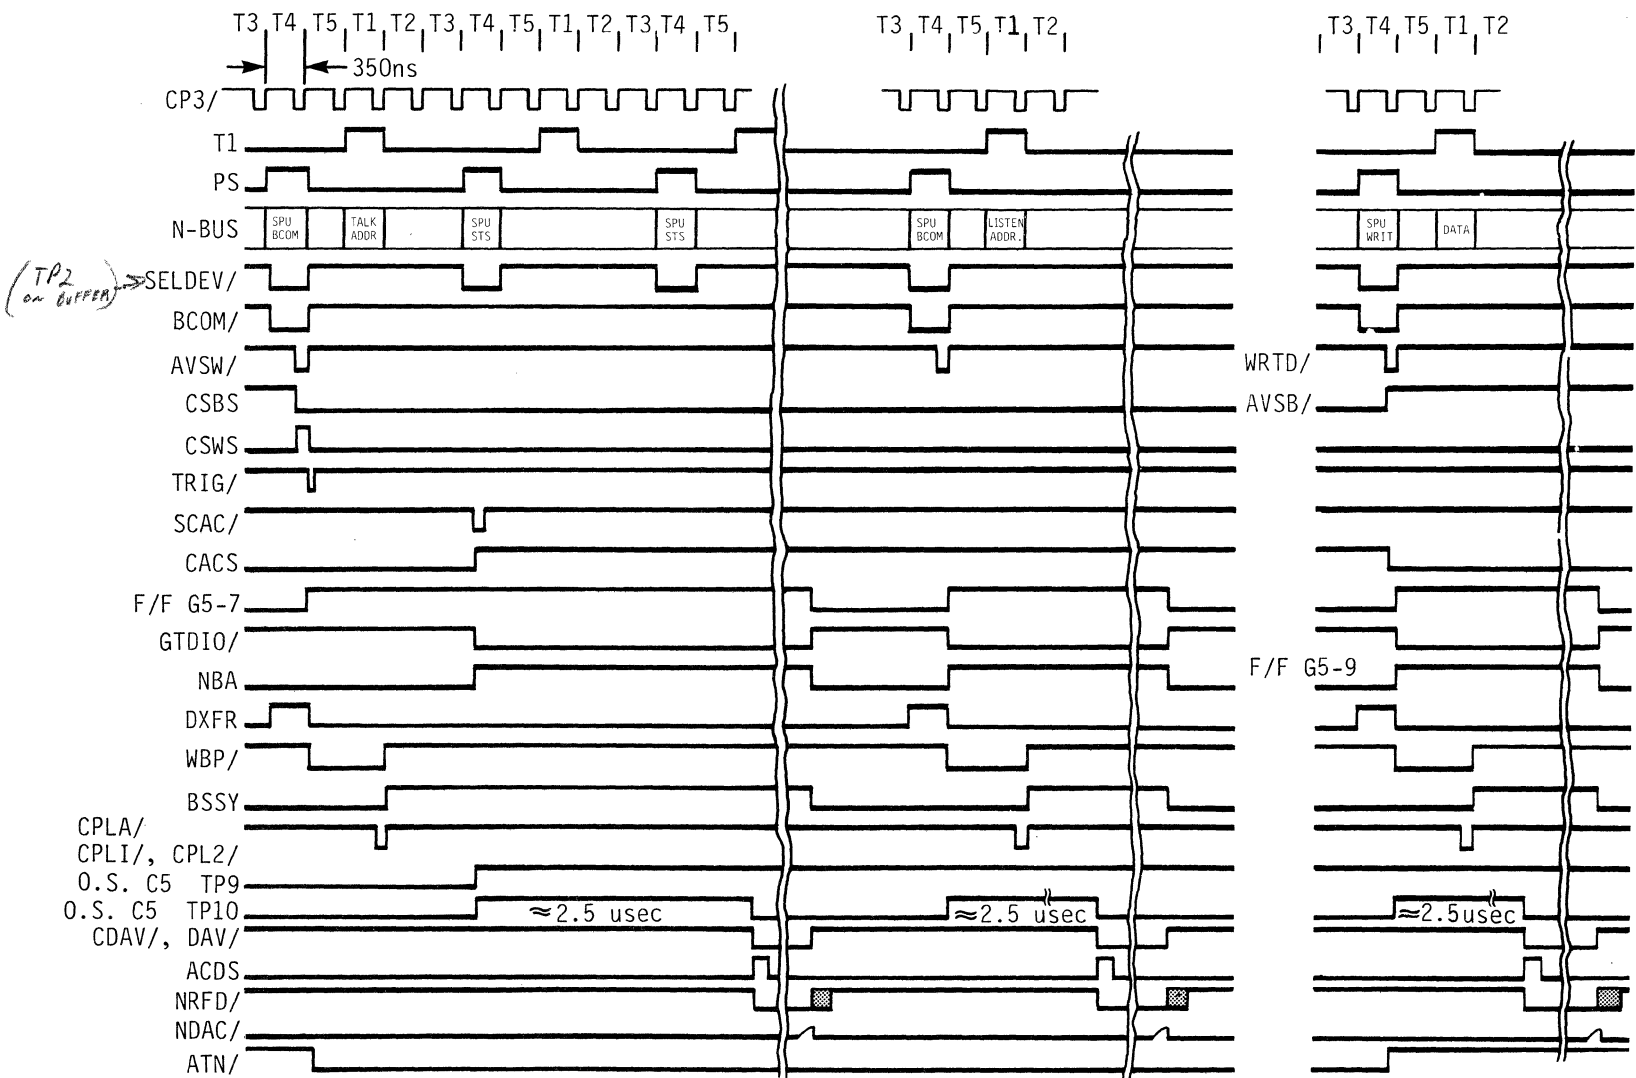 T3 T4 T5 T1 T2 T3 T4 T5 T1 T2 T3 T4 T5
T3 T4 T5 T1 T2
T3 T4 T5 T1 T2
350ns
CP3/
T1
PS
N-BUS
SPU
BCOM
TALK
ADDR
SPU
STS
SPU
STS
SPU
BCOM
LISTEN
ADDR.
SPU
WRIT
DATA
(TP2
on BUFFER)
SELDEV/
BCOM/
AVSW/
WRTD/
CSBS
AVSB/
CSWS
TRIG/
SCAC/
CACS
F/F G5-7
GTDIO/
NBA
F/F G5-9
DXFR
WBP/
BSSY
CPLA/
CPLI/, CPL2/
O.S. C5 TP9
O.S. C5 TP10
≈2.5 usec
≈2.5 usec
≈2.5usec
CDAV/, DAV/
ACDS
NRFD/
NDAC/
ATN/